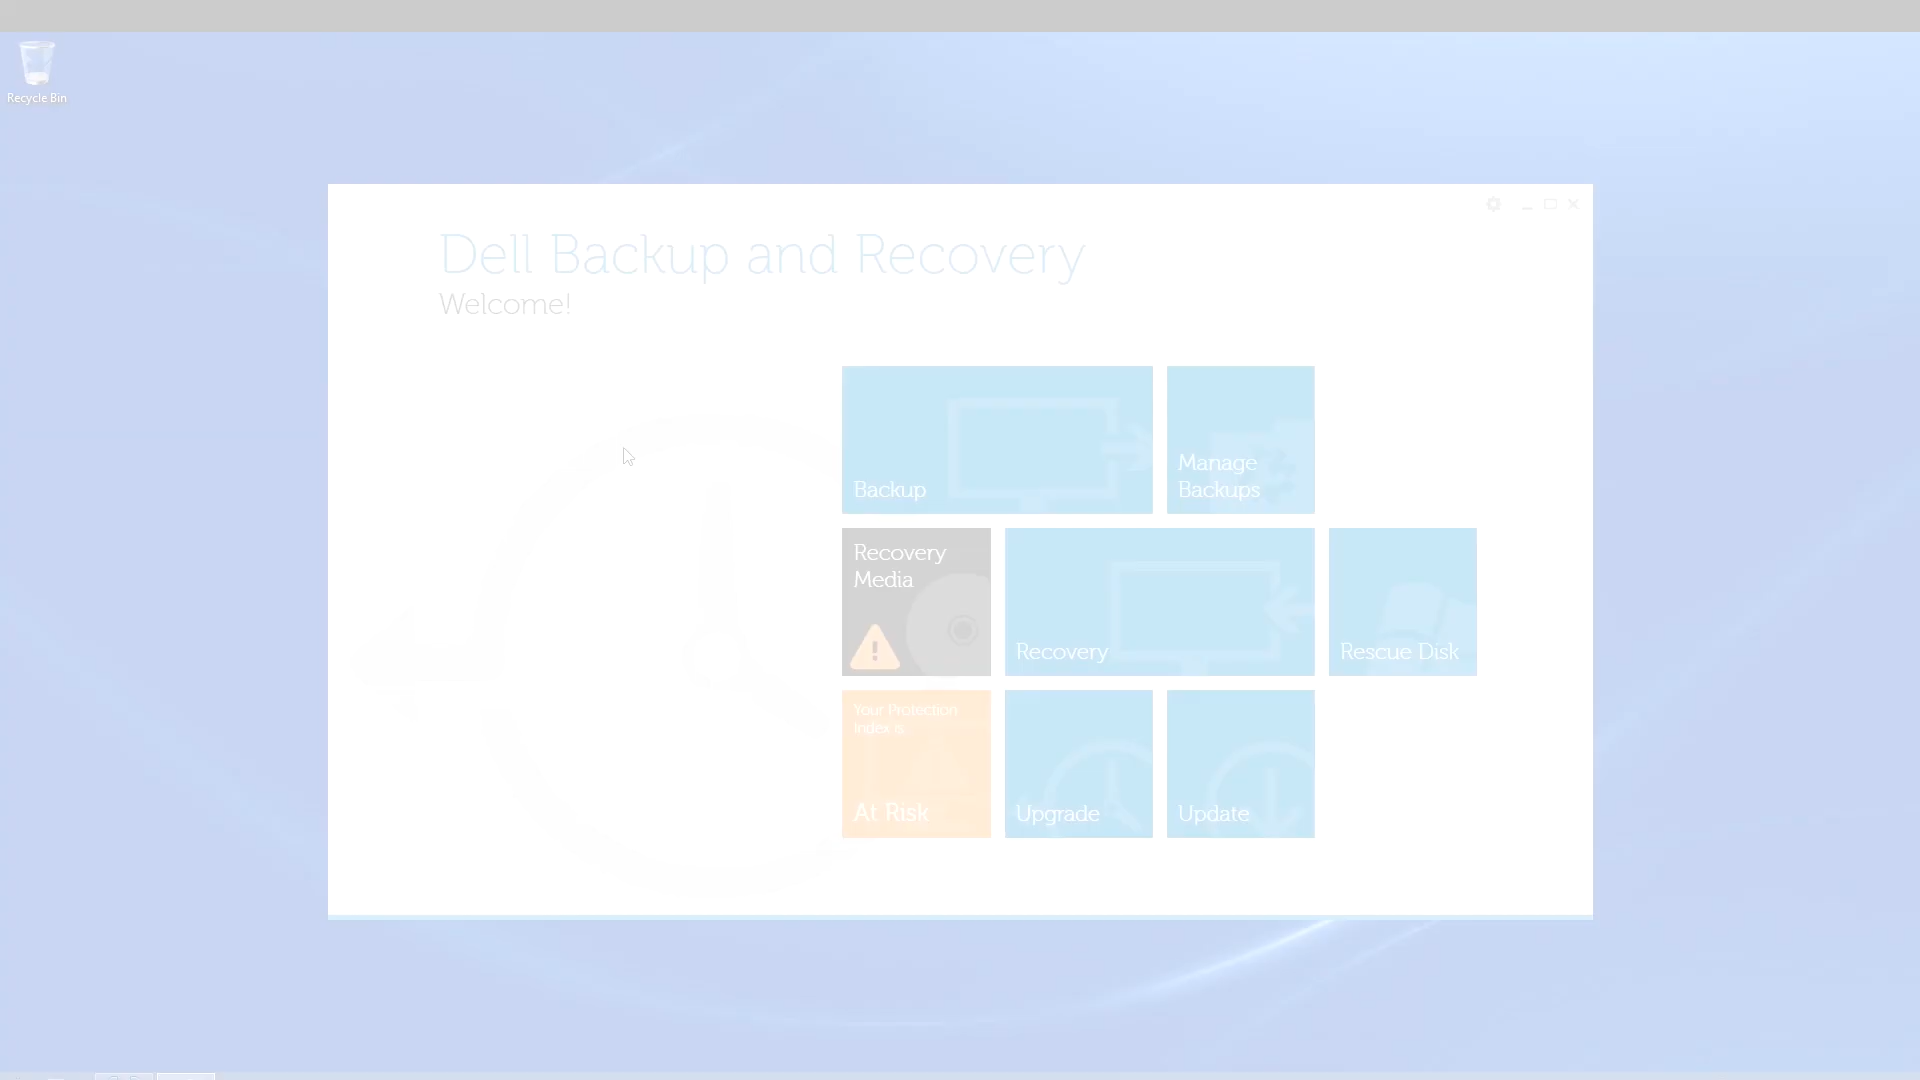 Recycle Bin
Dell Backup and Recovery
Welcome!
Backup
Manage
Backups
Recovery
Media
Recovery
Rescue Disk
Your Protection
Index is:
At Risk
Upgrade
Update